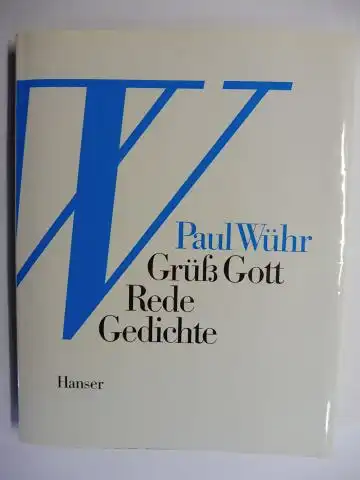 W
Paul Wühr
Grüß Gott
Rede
Gedichte
Hanser